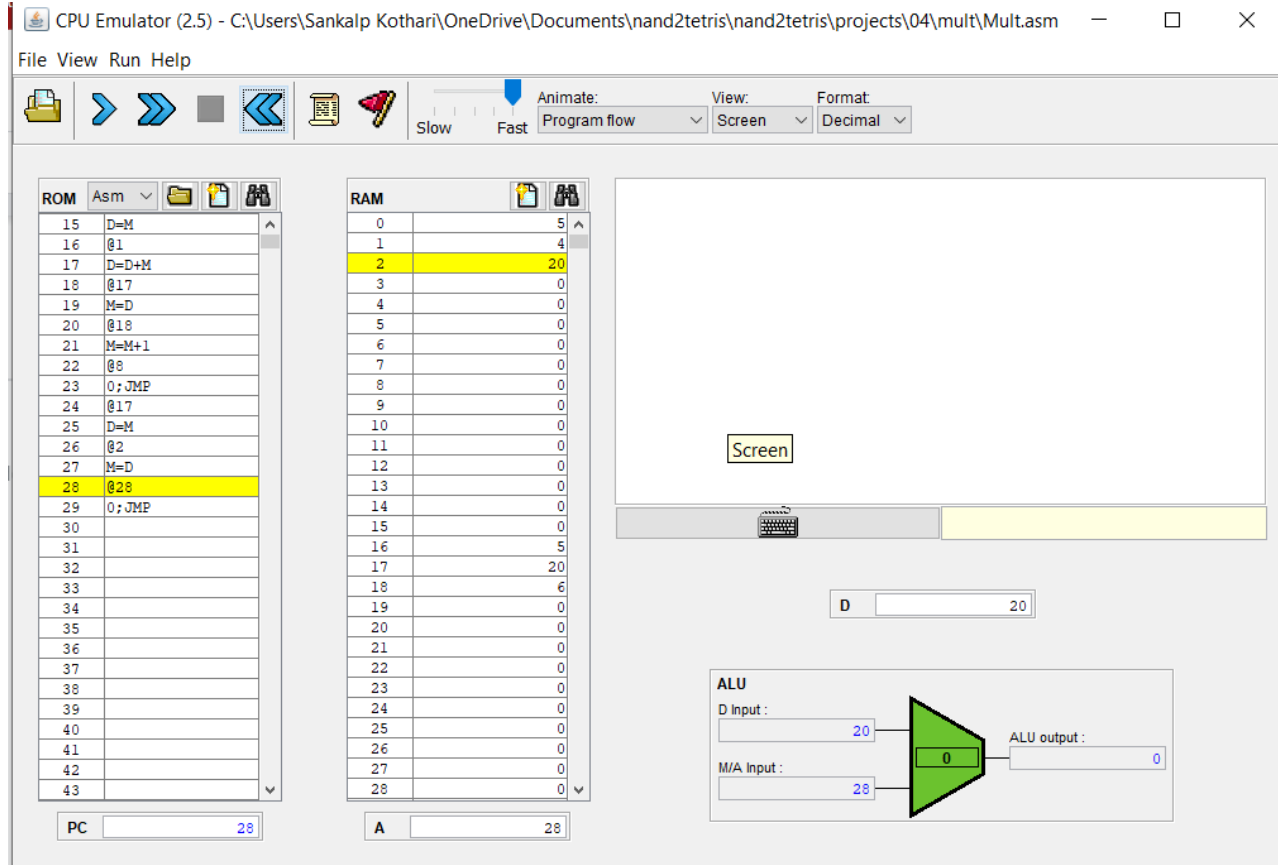 CPU Emulator (2.5) - C:\Users\Sankalp Kothari\OneDrive\Documents\nand2tetris\nand2tetris\projects\04\mult\Mult.asm
File View Run Help
Animate: View: Format:
Slow Fast Program flow Screen Decimal
ROM Asm RAM
15 D=M 0 5
16 @1 1 4
17 D=D+M 2 20
18 @17 3 0
19 M=D 4 0
20 @18 5 0
21 M=M+1 6 0
22 @8 7 0
23 0;JMP 8 0
24 @17 9 0
25 D=M 10 0
26 @2 11 0
27 M=D 12 0
28 @28 13 0
29 0;JMP 14 0
30 15 0
31 16 5
32 17 20
33 18 6
34 19 0
35 20 0
36 21 0
37 22 0
38 23 0
39 24 0
40 25 0
41 26 0
42 27 0
43 28 0
PC 28 A 28
Screen
D 20
ALU
D Input :
20
ALU output :
0 0
M/A Input :
28